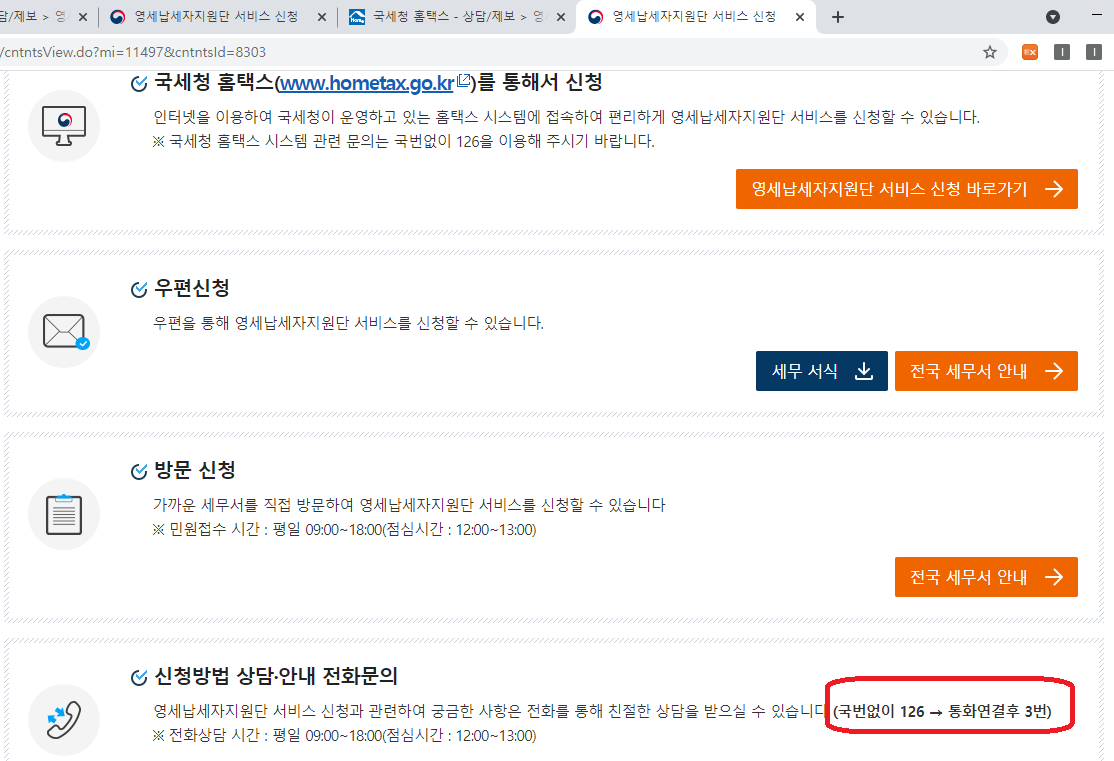 담/제보 > 영
영세납세자지원단 서비스 신청
국세청 홈택스 - 상담/제보 > 영
영세납세자지원단 서비스 신청
/cntntsView.do?mi=11497&cntntsId=8303
국세청 홈택스(www.hometax.go.kr)를 통해서 신청
인터넷을 이용하여 국세청이 운영하고 있는 홈택스 시스템에 접속하여 편리하게 영세납세자지원단 서비스를 신청할 수 있습니다.
※ 국세청 홈택스 시스템 관련 문의는 국번없이 126을 이용해 주시기 바랍니다.
영세납세자지원단 서비스 신청 바로가기
우편신청
우편을 통해 영세납세자지원단 서비스를 신청할 수 있습니다.
세무 서식
전국 세무서 안내
방문 신청
가까운 세무서를 직접 방문하여 영세납세자지원단 서비스를 신청할 수 있습니다
※ 민원접수 시간 : 평일 09:00~18:00(점심시간 : 12:00~13:00)
전국 세무서 안내
신청방법 상담·안내 전화문의
영세납세자지원단 서비스 신청과 관련하여 궁금한 사항은 전화를 통해 친절한 상담을 받으실 수 있습니다 (국번없이 126 → 통화연결후 3번)
※ 전화상담 시간 : 평일 09:00~18:00(점심시간 : 12:00~13:00)